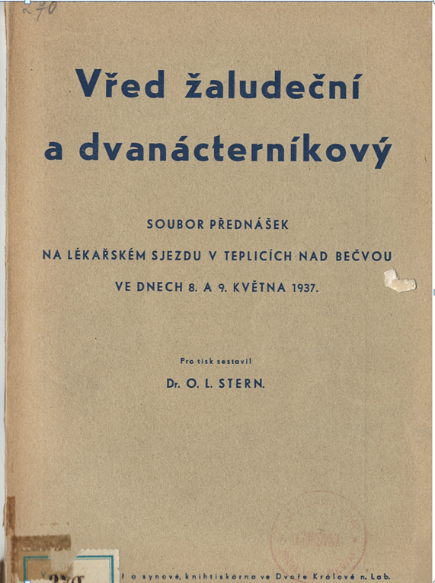 Vřed žaludeční
a dvanácterníkový
SOUBOR PŘEDNÁŠEK
NA LÉKAŘSKÉM SJEZDU V TEPLICÍCH NAD BEČVOU
VE DNECH 8. A 9. KVĚTNA 1937.
Pro tisk sestavil
Dr. O. L. STERN.
a synové, knihtiskárna ve Dvoře Králové n. Lab.